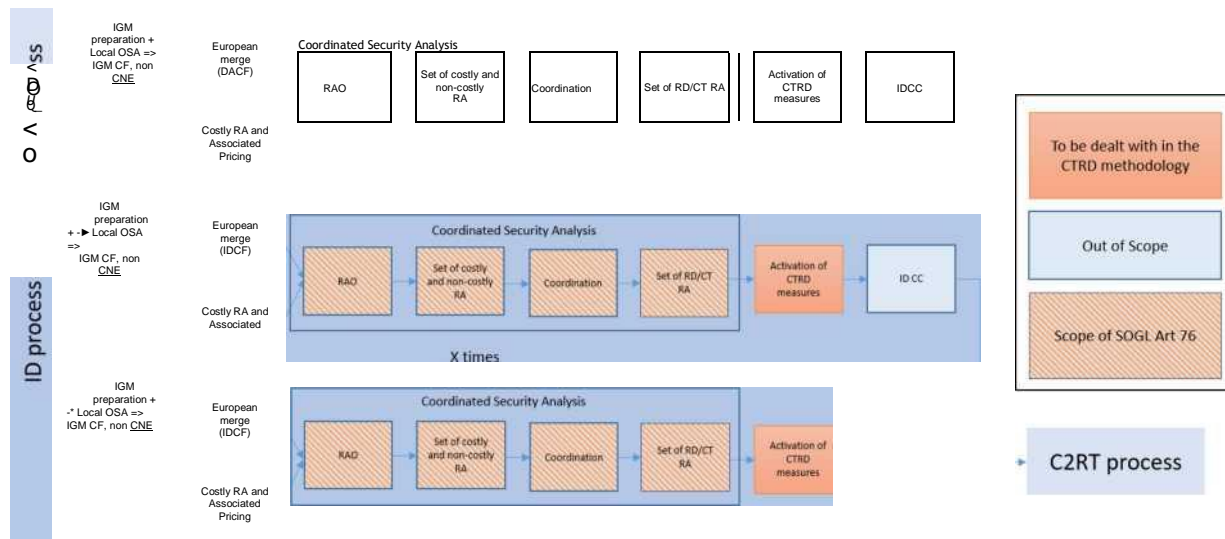 ss
< o
IGM
preparation +
Local OSA =>
IGM CF, non
CNE
European
merge
(DACF)
Costly RA and
Associated
Pricing
Coordinated Security Analysis
RAO
Set of costly and
non-costly
RA
Coordination
Set of RD/CT RA
Activation of
CTRD
measures
IDCC
ID process
IGM
preparation
+ -► Local OSA
=>
IGM CF, non
CNE
European
merge
(IDCF)
Costly RA and
Associated
Coordinated Security Analysis
RAO
Set of costly
and non-costly
RA
Coordination
Set of RD/CT
RA
Activation of
CTRD
measures
ID CC
X times
IGM
preparation +
-* Local OSA =>
IGM CF, non CNE
European
merge
(IDCF)
Costly RA and
Associated
Pricing
Coordinated Security Analysis
RAO
Set of costly
and non-costly
RA
Coordination
Set of RD/CT
RA
Activation of
CTRD
measures
To be dealt with in the
CTRD methodology
Out of Scope
Scope of SOGL Art 76
C2RT process